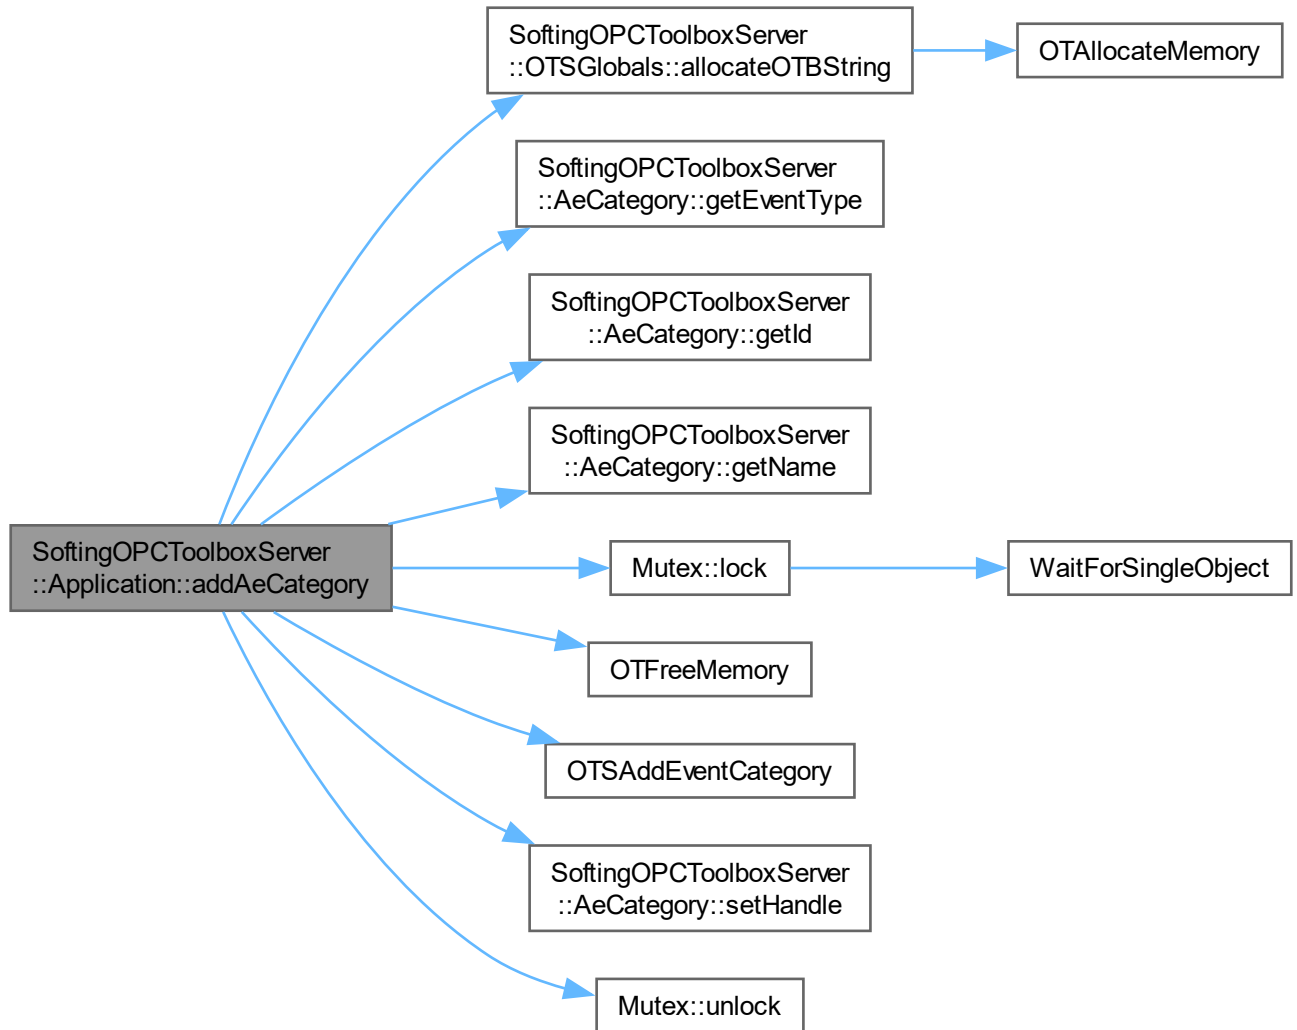 SoftingOPCToolboxServer
::OTSGlobals::allocateOTBString
OTAllocateMemory
SoftingOPCToolboxServer
::AeCategory::getEventType
SoftingOPCToolboxServer
::AeCategory::getId
SoftingOPCToolboxServer
::AeCategory::getName
SoftingOPCToolboxServer
::Application::addAeCategory
Mutex::lock
WaitForSingleObject
OTFreeMemory
OTSAddEventCategory
SoftingOPCToolboxServer
::AeCategory::setHandle
Mutex::unlock